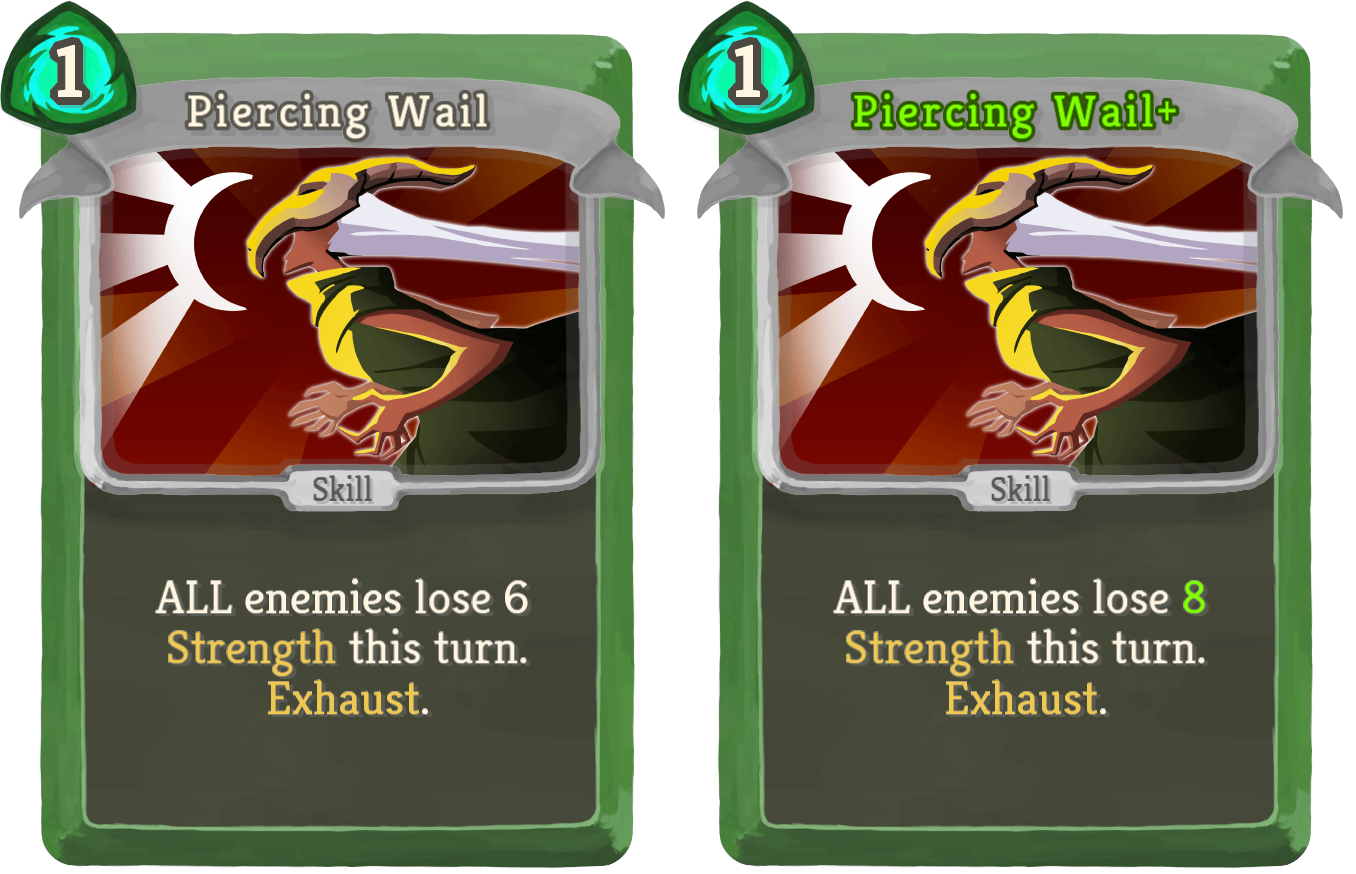 1
Piercing Wail
Skill
ALL enemies lose 6
Strength this turn.
Exhaust.
1
Piercing Wail+
Skill
ALL enemies lose 8
Strength this turn.
Exhaust.